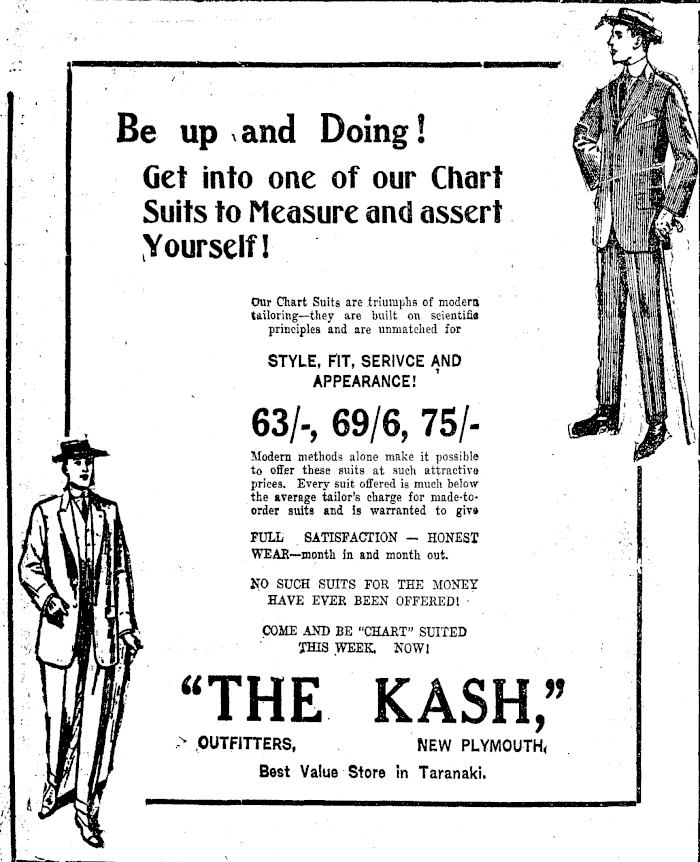 Be up and Doing!
Get into one of our Chart
Suits to Measure and assert
Yourself!
Our Chart Suits are triumphs of modern
tailoring—they are built on scientific
principles and are unmatched for
STYLE, FIT, SERIVCE AND
APPEARANCE!
63/-, 69/6, 75/-
Modern methods alone make it possible
to offer these suits at such attractive
prices. Every suit offered is much below
the average tailor's charge for made-to-
order suits and is warranted to give
FULL SATISFACTION — HONEST
WEAR—month in and month out.
NO SUCH SUITS FOR THE MONEY
HAVE EVER BEEN OFFERED!
COME AND BE "CHART" SUITED
THIS WEEK. NOW!
"THE KASH,"
OUTFITTERS, NEW PLYMOUTH,
Best Value Store in Taranaki.